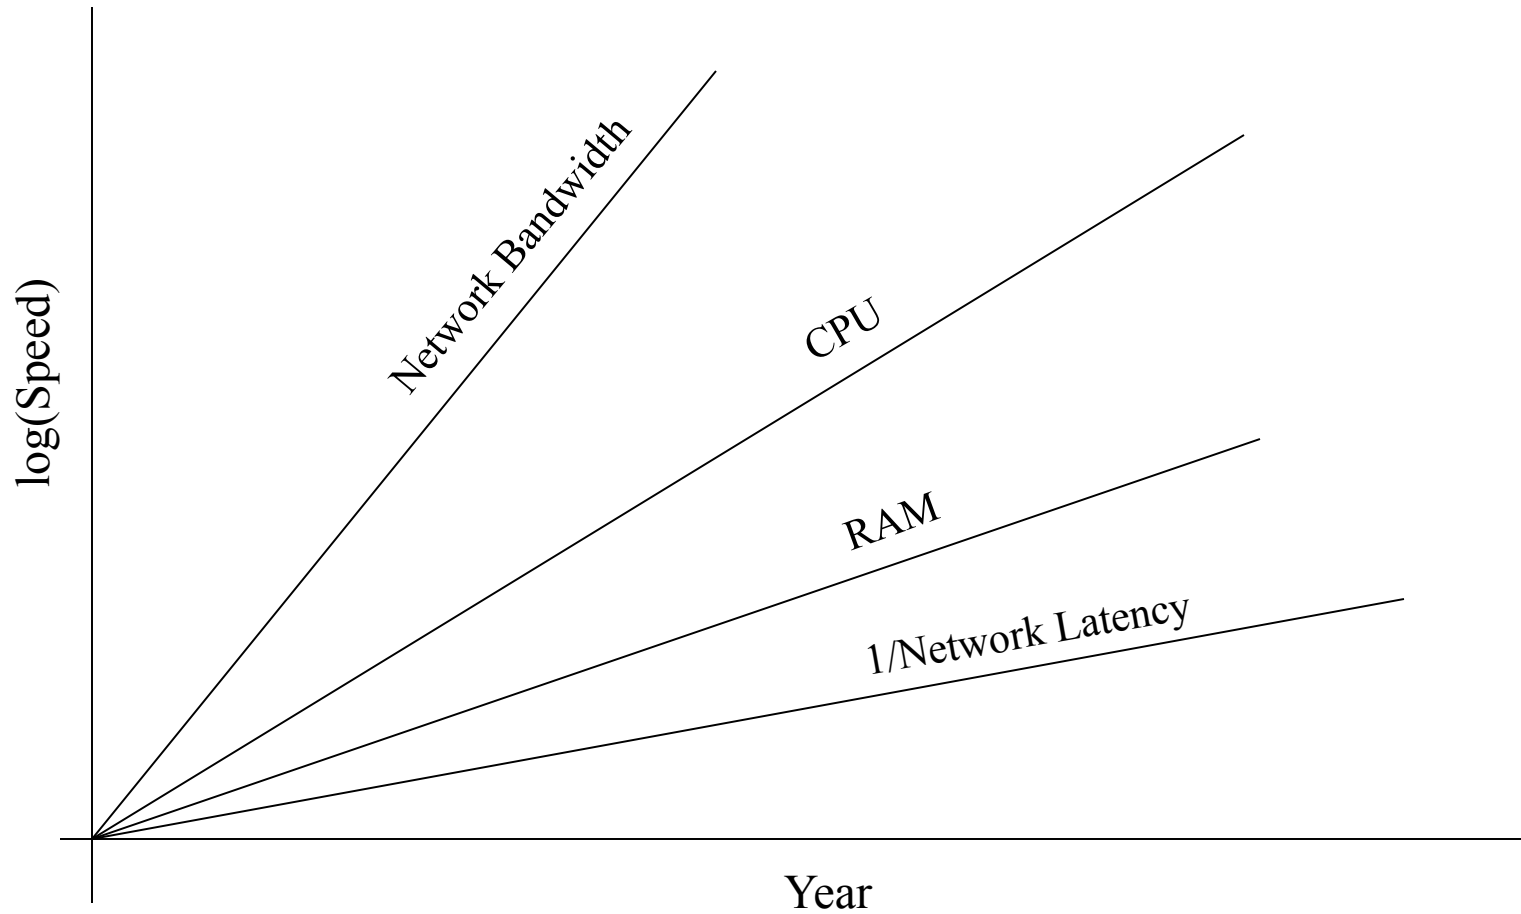 Network Bandwidth
CPU
log(Speed)
RAM
1/Network Latency
Year